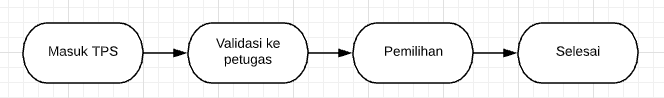 Masuk TPS
Validasi ke
petugas
Pemilihan
Selesai